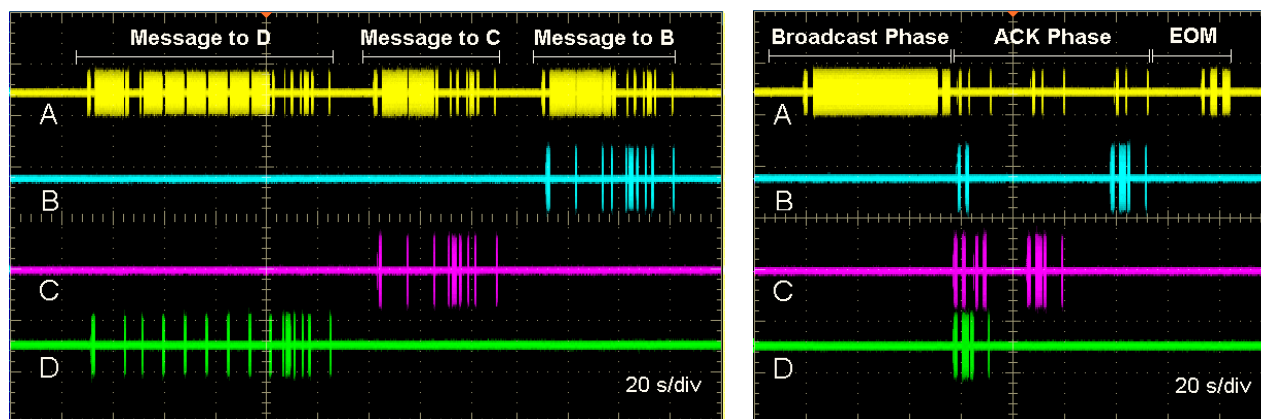 Message to D Message to C Message to B
A
B
C
D
20 s/div
Broadcast Phase ACK Phase EOM
A
B
C
D
20 s/div